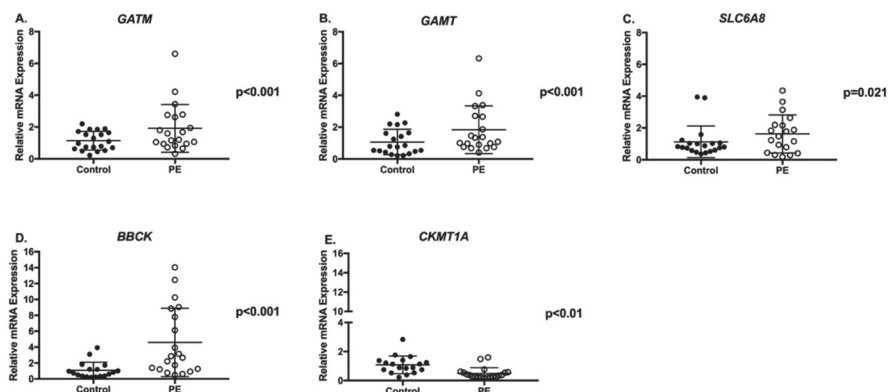 A. GATM
Relative mRNA Expression
8
6
4
2
0
Control PE
p<0.001
B. GAMT
Relative mRNA Expression
8
6
4
2
0
Control PE
p<0.001
C. SLC6A8
Relative mRNA Expression
8
6
4
2
0
Control PE
p=0.021
D. BBCK
Relative mRNA Expression
16
14
12
10
8
6
4
2
0
Control PE
p<0.001
E. CKMT1A
Relative mRNA Expression
16
14
12
10
4
2
0
Control PE
p<0.01